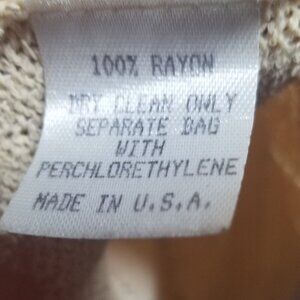 100% RAYON
DRY CLEAN ONLY
SEPARATE BAG
WITH
PERCHLORETHYLENE
MADE IN U.S.A.